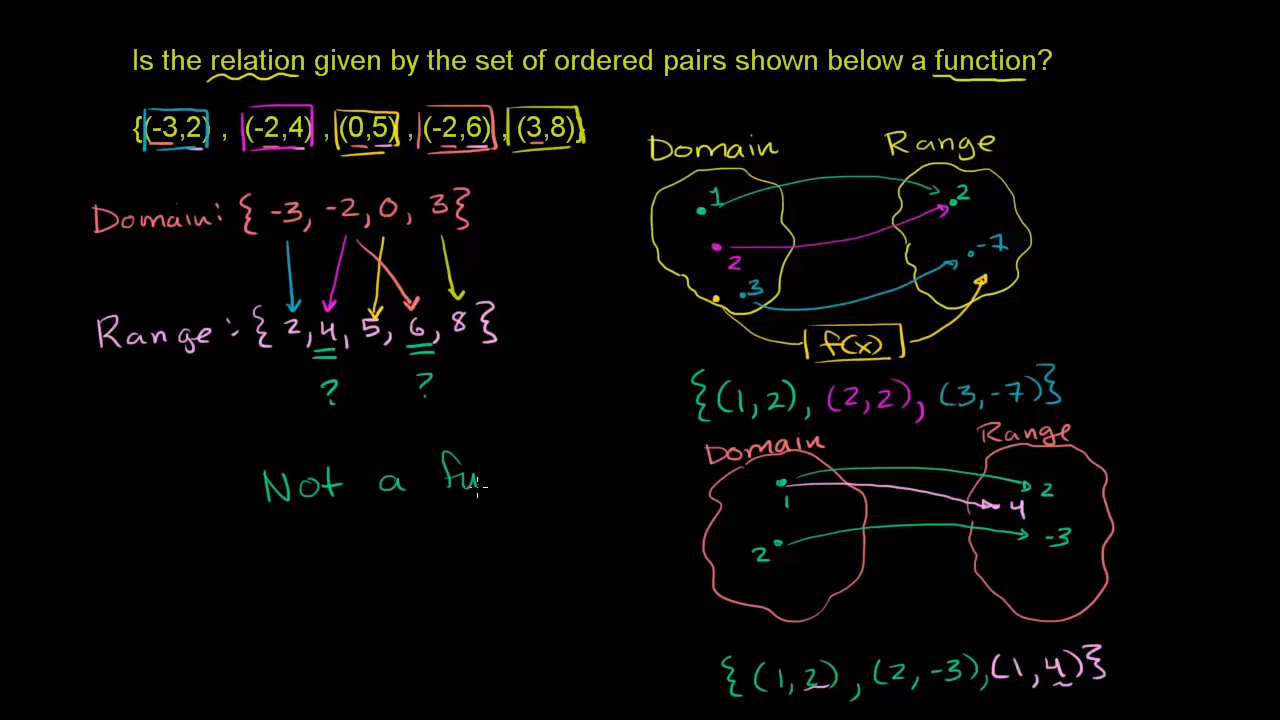 Is the relation given by the set of ordered pairs shown below a function?
{(-3,2) , (-2,4) , (0,5) , (-2,6) , (3,8)}
Domain: { -3, -2, 0, 3}
Range: { 2, 4, 5, 6, 8 }
? ?
Not a fu
Domain Range
1 2
2 -7
3
f(x)
{(1,2), (2,2), (3,-7)}
Domain Range
1 2
4
2 -3
{(1,2), (2,-3), (1,4)}